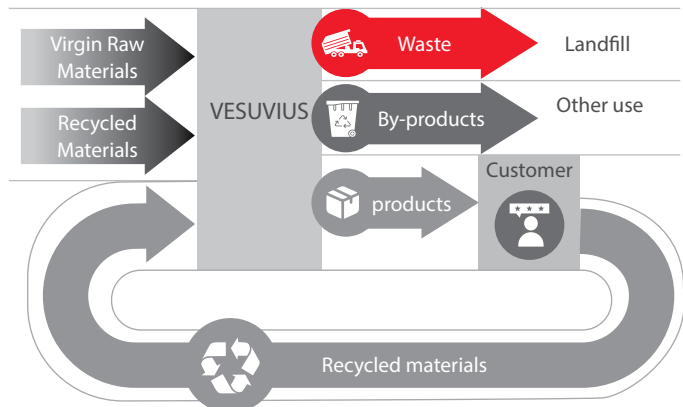 Virgin Raw
Materials
Recycled
Materials
VESUVIUS
Waste
Landfill
By-products
Other use
products
Customer
Recycled materials